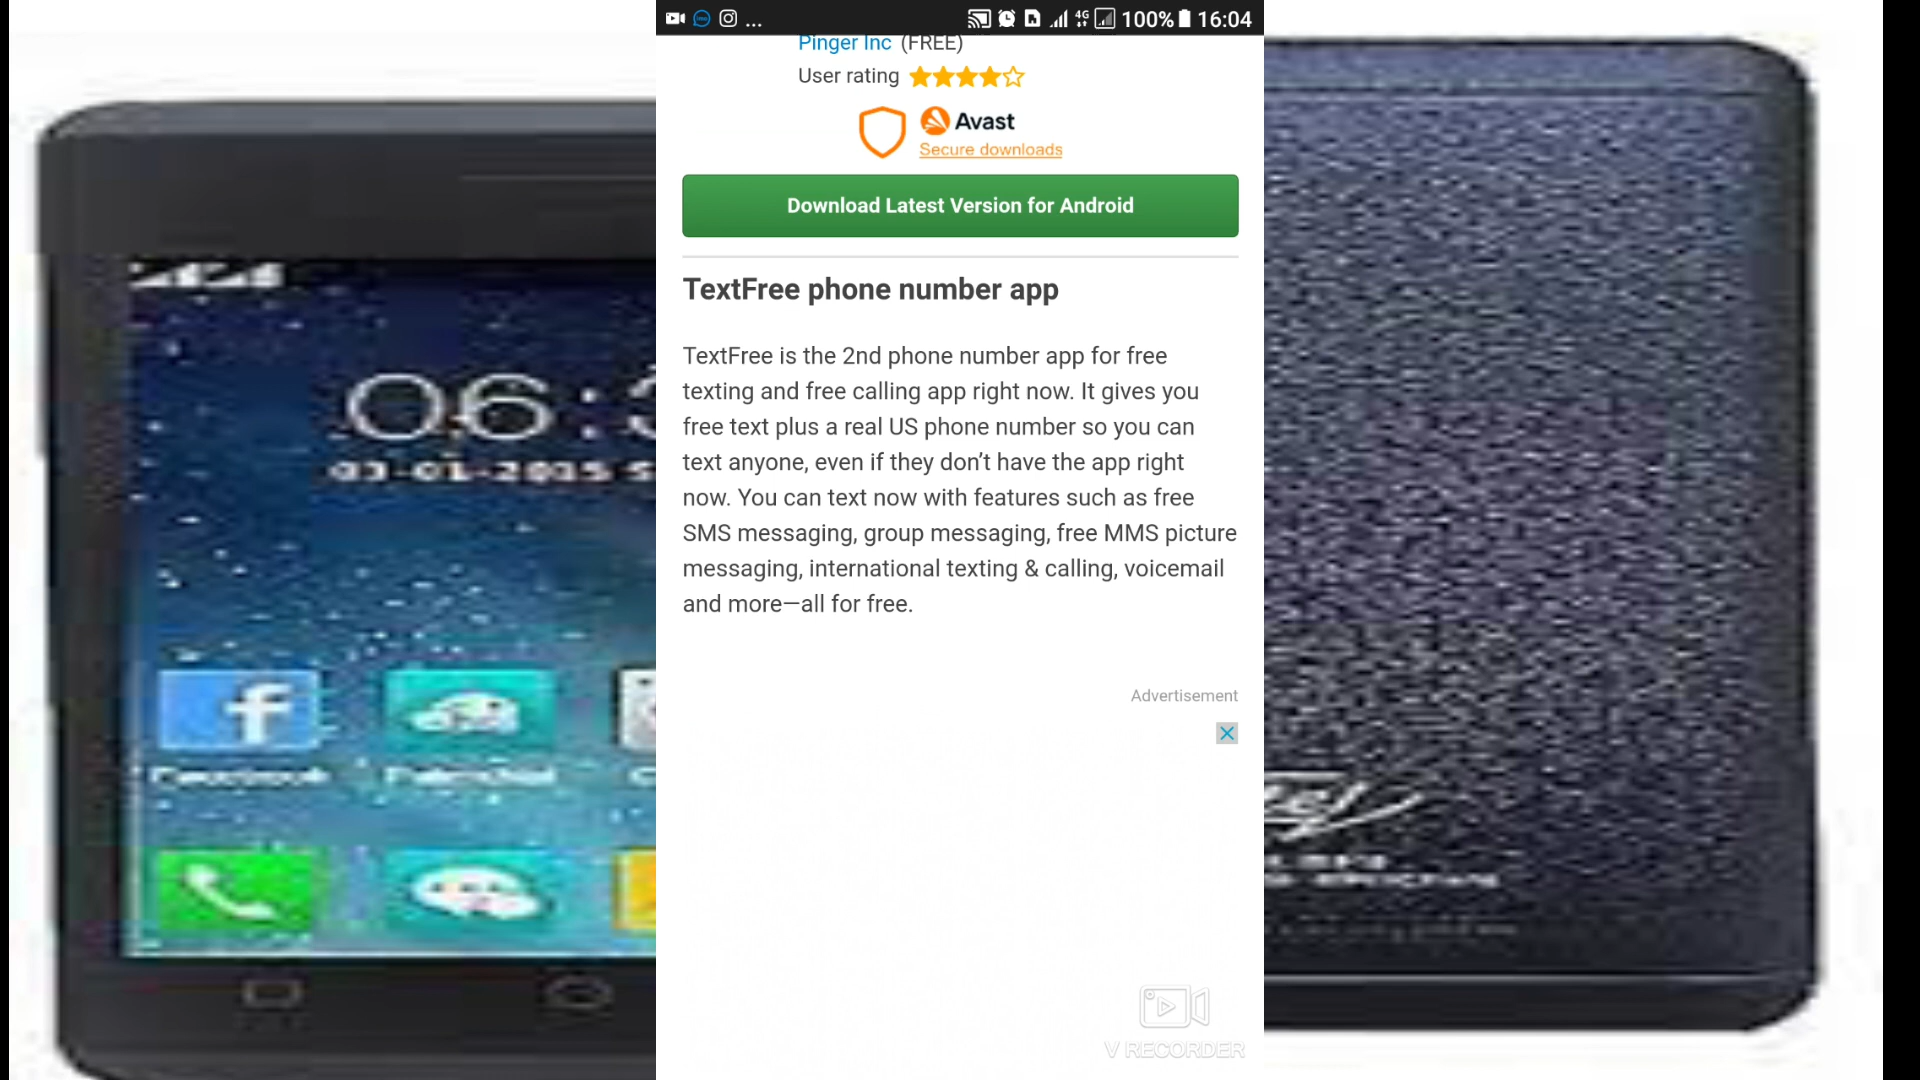 ... 100% 16:04
Pinger Inc (FREE)
User rating
Avast
Secure downloads
Download Latest Version for Android
TextFree phone number app
TextFree is the 2nd phone number app for free
texting and free calling app right now. It gives you
free text plus a real US phone number so you can
text anyone, even if they don’t have the app right
now. You can text now with features such as free
SMS messaging, group messaging, free MMS picture
messaging, international texting & calling, voicemail
and more—all for free.
Advertisement
V RECORDER
06:3
03-01-2015